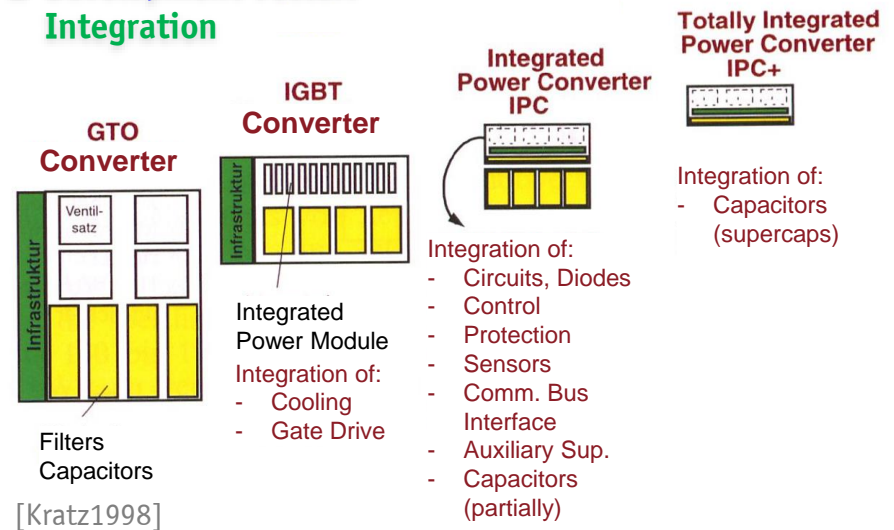 Integration
GTO
Converter
Infrastruktur
Ventil-
satz
Filters
Capacitors
[Kratz1998]
IGBT
Converter
Infrastruktur
Integrated
Power Module
Integration of:
- Cooling
- Gate Drive
Integrated
Power Converter
IPC
Integration of:
- Circuits, Diodes
- Control
- Protection
- Sensors
- Comm. Bus
Interface
- Auxiliary Sup.
- Capacitors
(partially)
Totally Integrated
Power Converter
IPC+
Integration of:
- Capacitors
(supercaps)